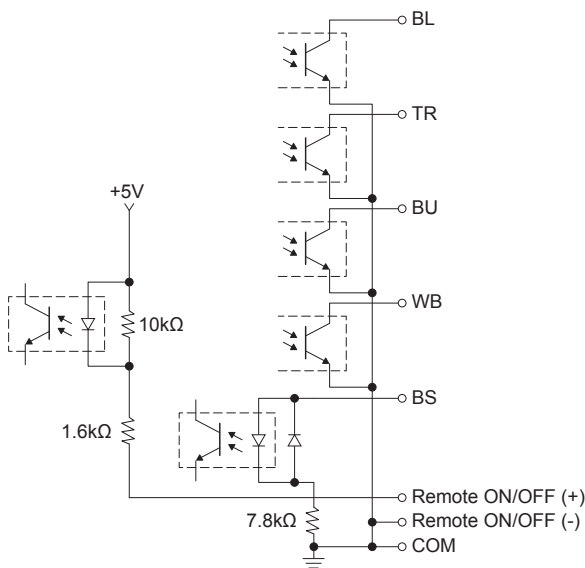 BL
TR
+5V
BU
10kΩ
WB
BS
1.6kΩ
Remote ON/OFF (+)
7.8kΩ
Remote ON/OFF (-)
COM